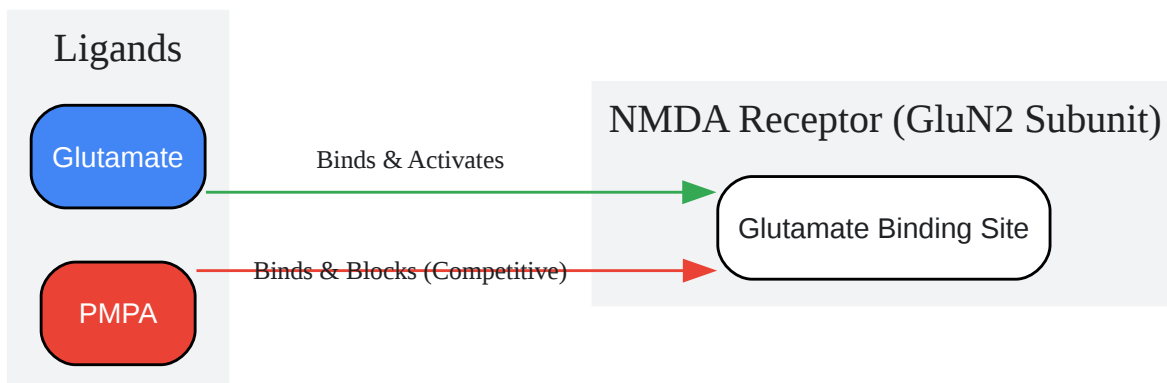 Ligands
Glutamate
PMPA
Binds & Activates
Binds & Blocks (Competitive)
NMDA Receptor (GluN2 Subunit)
Glutamate Binding Site